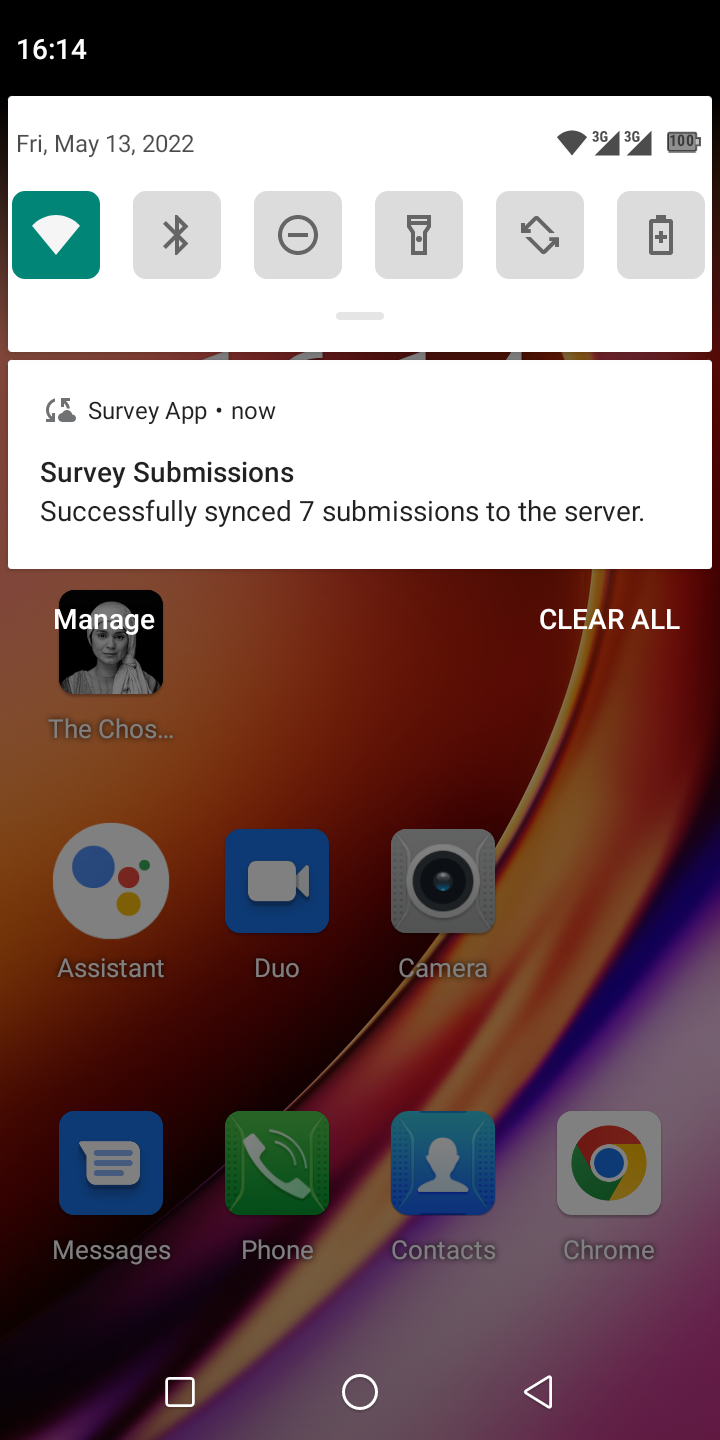 16:14
Fri, May 13, 2022
3G 3G 100
Survey App • now
Survey Submissions
Successfully synced 7 submissions to the server.
Manage CLEAR ALL
The Chos...
Assistant Duo Camera
Messages Phone Contacts Chrome